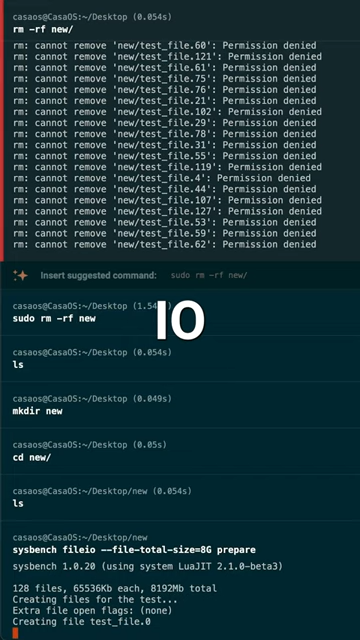 casaos@CasaOS:~/Desktop (0.054s)
rm -rf new/
rm: cannot remove 'new/test_file.60': Permission denied
rm: cannot remove 'new/test_file.121': Permission denied
rm: cannot remove 'new/test_file.61': Permission denied
rm: cannot remove 'new/test_file.75': Permission denied
rm: cannot remove 'new/test_file.76': Permission denied
rm: cannot remove 'new/test_file.21': Permission denied
rm: cannot remove 'new/test_file.102': Permission denied
rm: cannot remove 'new/test_file.29': Permission denied
rm: cannot remove 'new/test_file.78': Permission denied
rm: cannot remove 'new/test_file.31': Permission denied
rm: cannot remove 'new/test_file.55': Permission denied
rm: cannot remove 'new/test_file.119': Permission denied
rm: cannot remove 'new/test_file.4': Permission denied
rm: cannot remove 'new/test_file.44': Permission denied
rm: cannot remove 'new/test_file.107': Permission denied
rm: cannot remove 'new/test_file.127': Permission denied
rm: cannot remove 'new/test_file.53': Permission denied
rm: cannot remove 'new/test_file.59': Permission denied
rm: cannot remove 'new/test_file.62': Permission denied
Insert suggested command: sudo rm -rf new/
casaos@CasaOS:~/Desktop (1.54
sudo rm -rf new
IO
casaos@CasaOS:~/Desktop (0.054s)
ls
casaos@CasaOS:~/Desktop (0.049s)
mkdir new
casaos@CasaOS:~/Desktop (0.05s)
cd new/
casaos@CasaOS:~/Desktop/new (0.054s)
ls
casaos@CasaOS:~/Desktop/new
sysbench fileio --file-total-size=8G prepare
sysbench 1.0.20 (using system LuaJIT 2.1.0-beta3)
128 files, 65536Kb each, 8192Mb total
Creating files for the test...
Extra file open flags: (none)
Creating file test_file.0